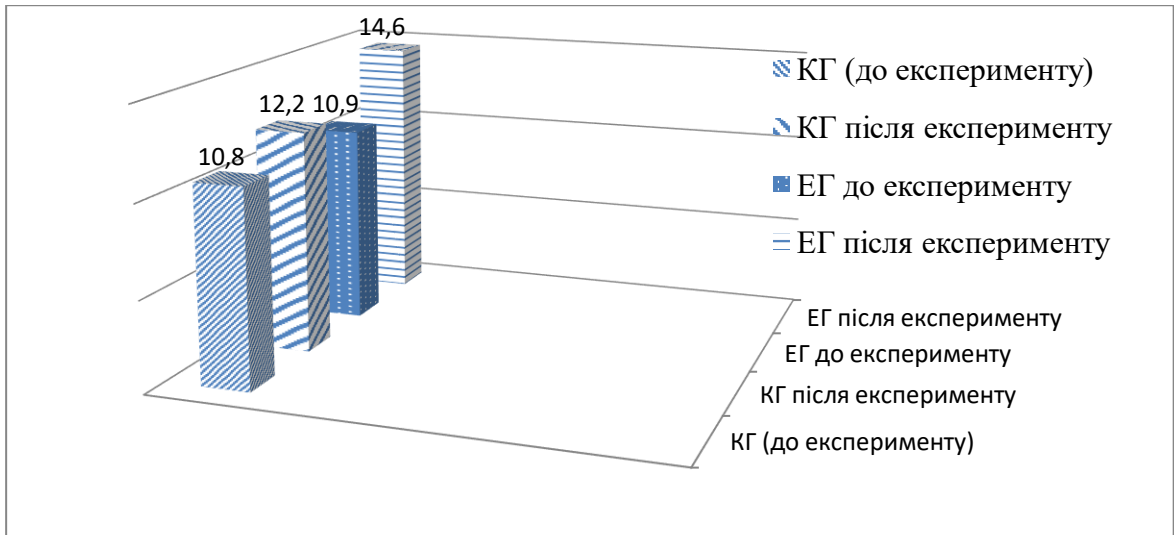 14,6
12,2
10,9
10,8
КГ (до експерименту)
КГ після експерименту
ЕГ до експерименту
ЕГ після експерименту
ЕГ після експерименту
ЕГ до експерименту
КГ після експерименту
КГ (до експерименту)